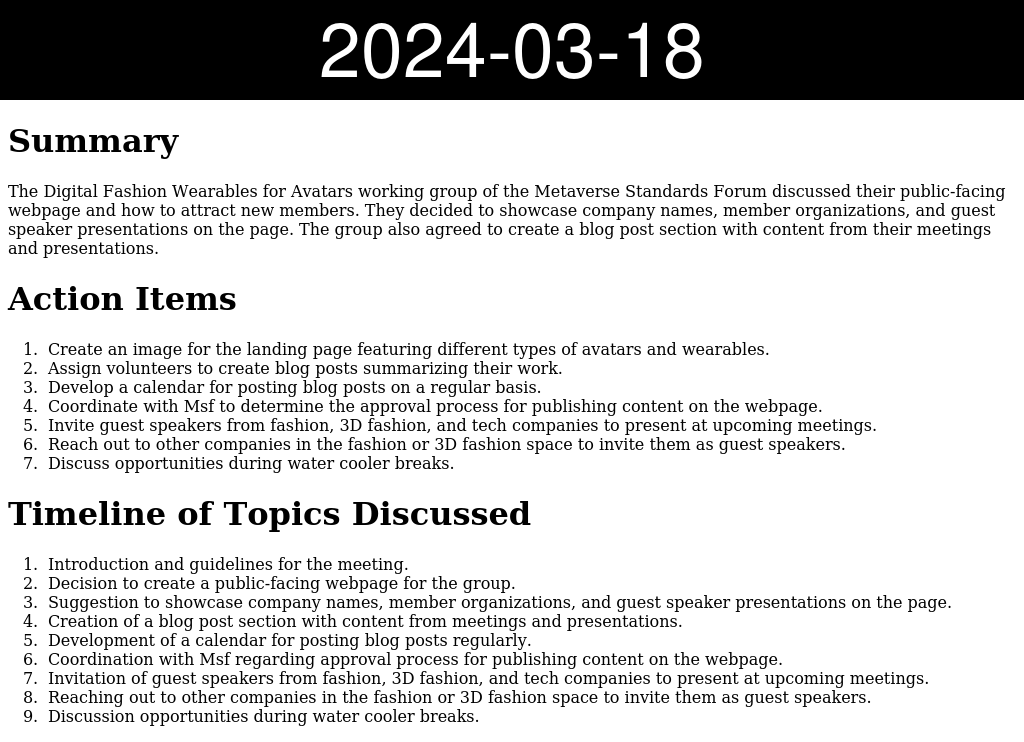 2024-03-18
Summary
The Digital Fashion Wearables for Avatars working group of the Metaverse Standards Forum discussed their public-facing
webpage and how to attract new members. They decided to showcase company names, member organizations, and guest
speaker presentations on the page. The group also agreed to create a blog post section with content from their meetings
and presentations.
Action Items
1. Create an image for the landing page featuring different types of avatars and wearables.
2. Assign volunteers to create blog posts summarizing their work.
3. Develop a calendar for posting blog posts on a regular basis.
4. Coordinate with Msf to determine the approval process for publishing content on the webpage.
5. Invite guest speakers from fashion, 3D fashion, and tech companies to present at upcoming meetings.
6. Reach out to other companies in the fashion or 3D fashion space to invite them as guest speakers.
7. Discuss opportunities during water cooler breaks.
Timeline of Topics Discussed
1. Introduction and guidelines for the meeting.
2. Decision to create a public-facing webpage for the group.
3. Suggestion to showcase company names, member organizations, and guest speaker presentations on the page.
4. Creation of a blog post section with content from meetings and presentations.
5. Development of a calendar for posting blog posts regularly.
6. Coordination with Msf regarding approval process for publishing content on the webpage.
7. Invitation of guest speakers from fashion, 3D fashion, and tech companies to present at upcoming meetings.
8. Reaching out to other companies in the fashion or 3D fashion space to invite them as guest speakers.
9. Discussion opportunities during water cooler breaks.